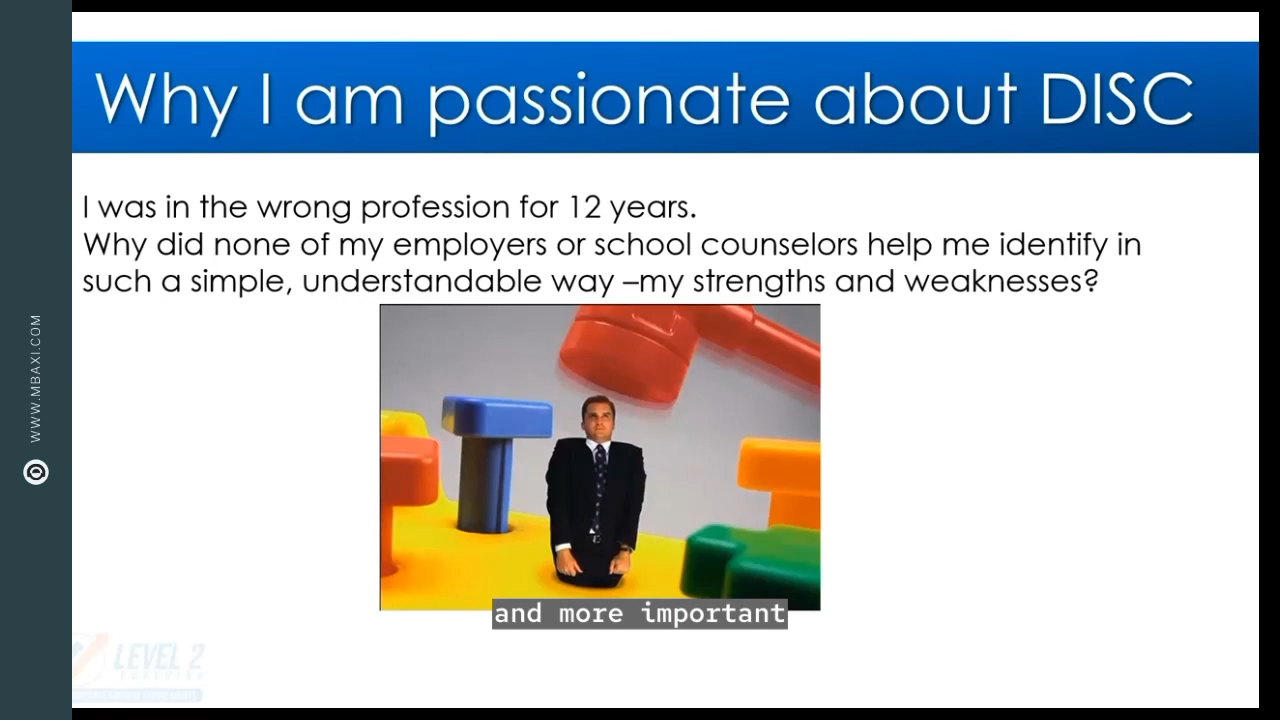 Why I am passionate about DISC
I was in the wrong profession for 12 years.
Why did none of my employers or school counselors help me identify in
such a simple, understandable way –my strengths and weaknesses?
WWW.MBAXI.COM
and more important
LEVEL 2